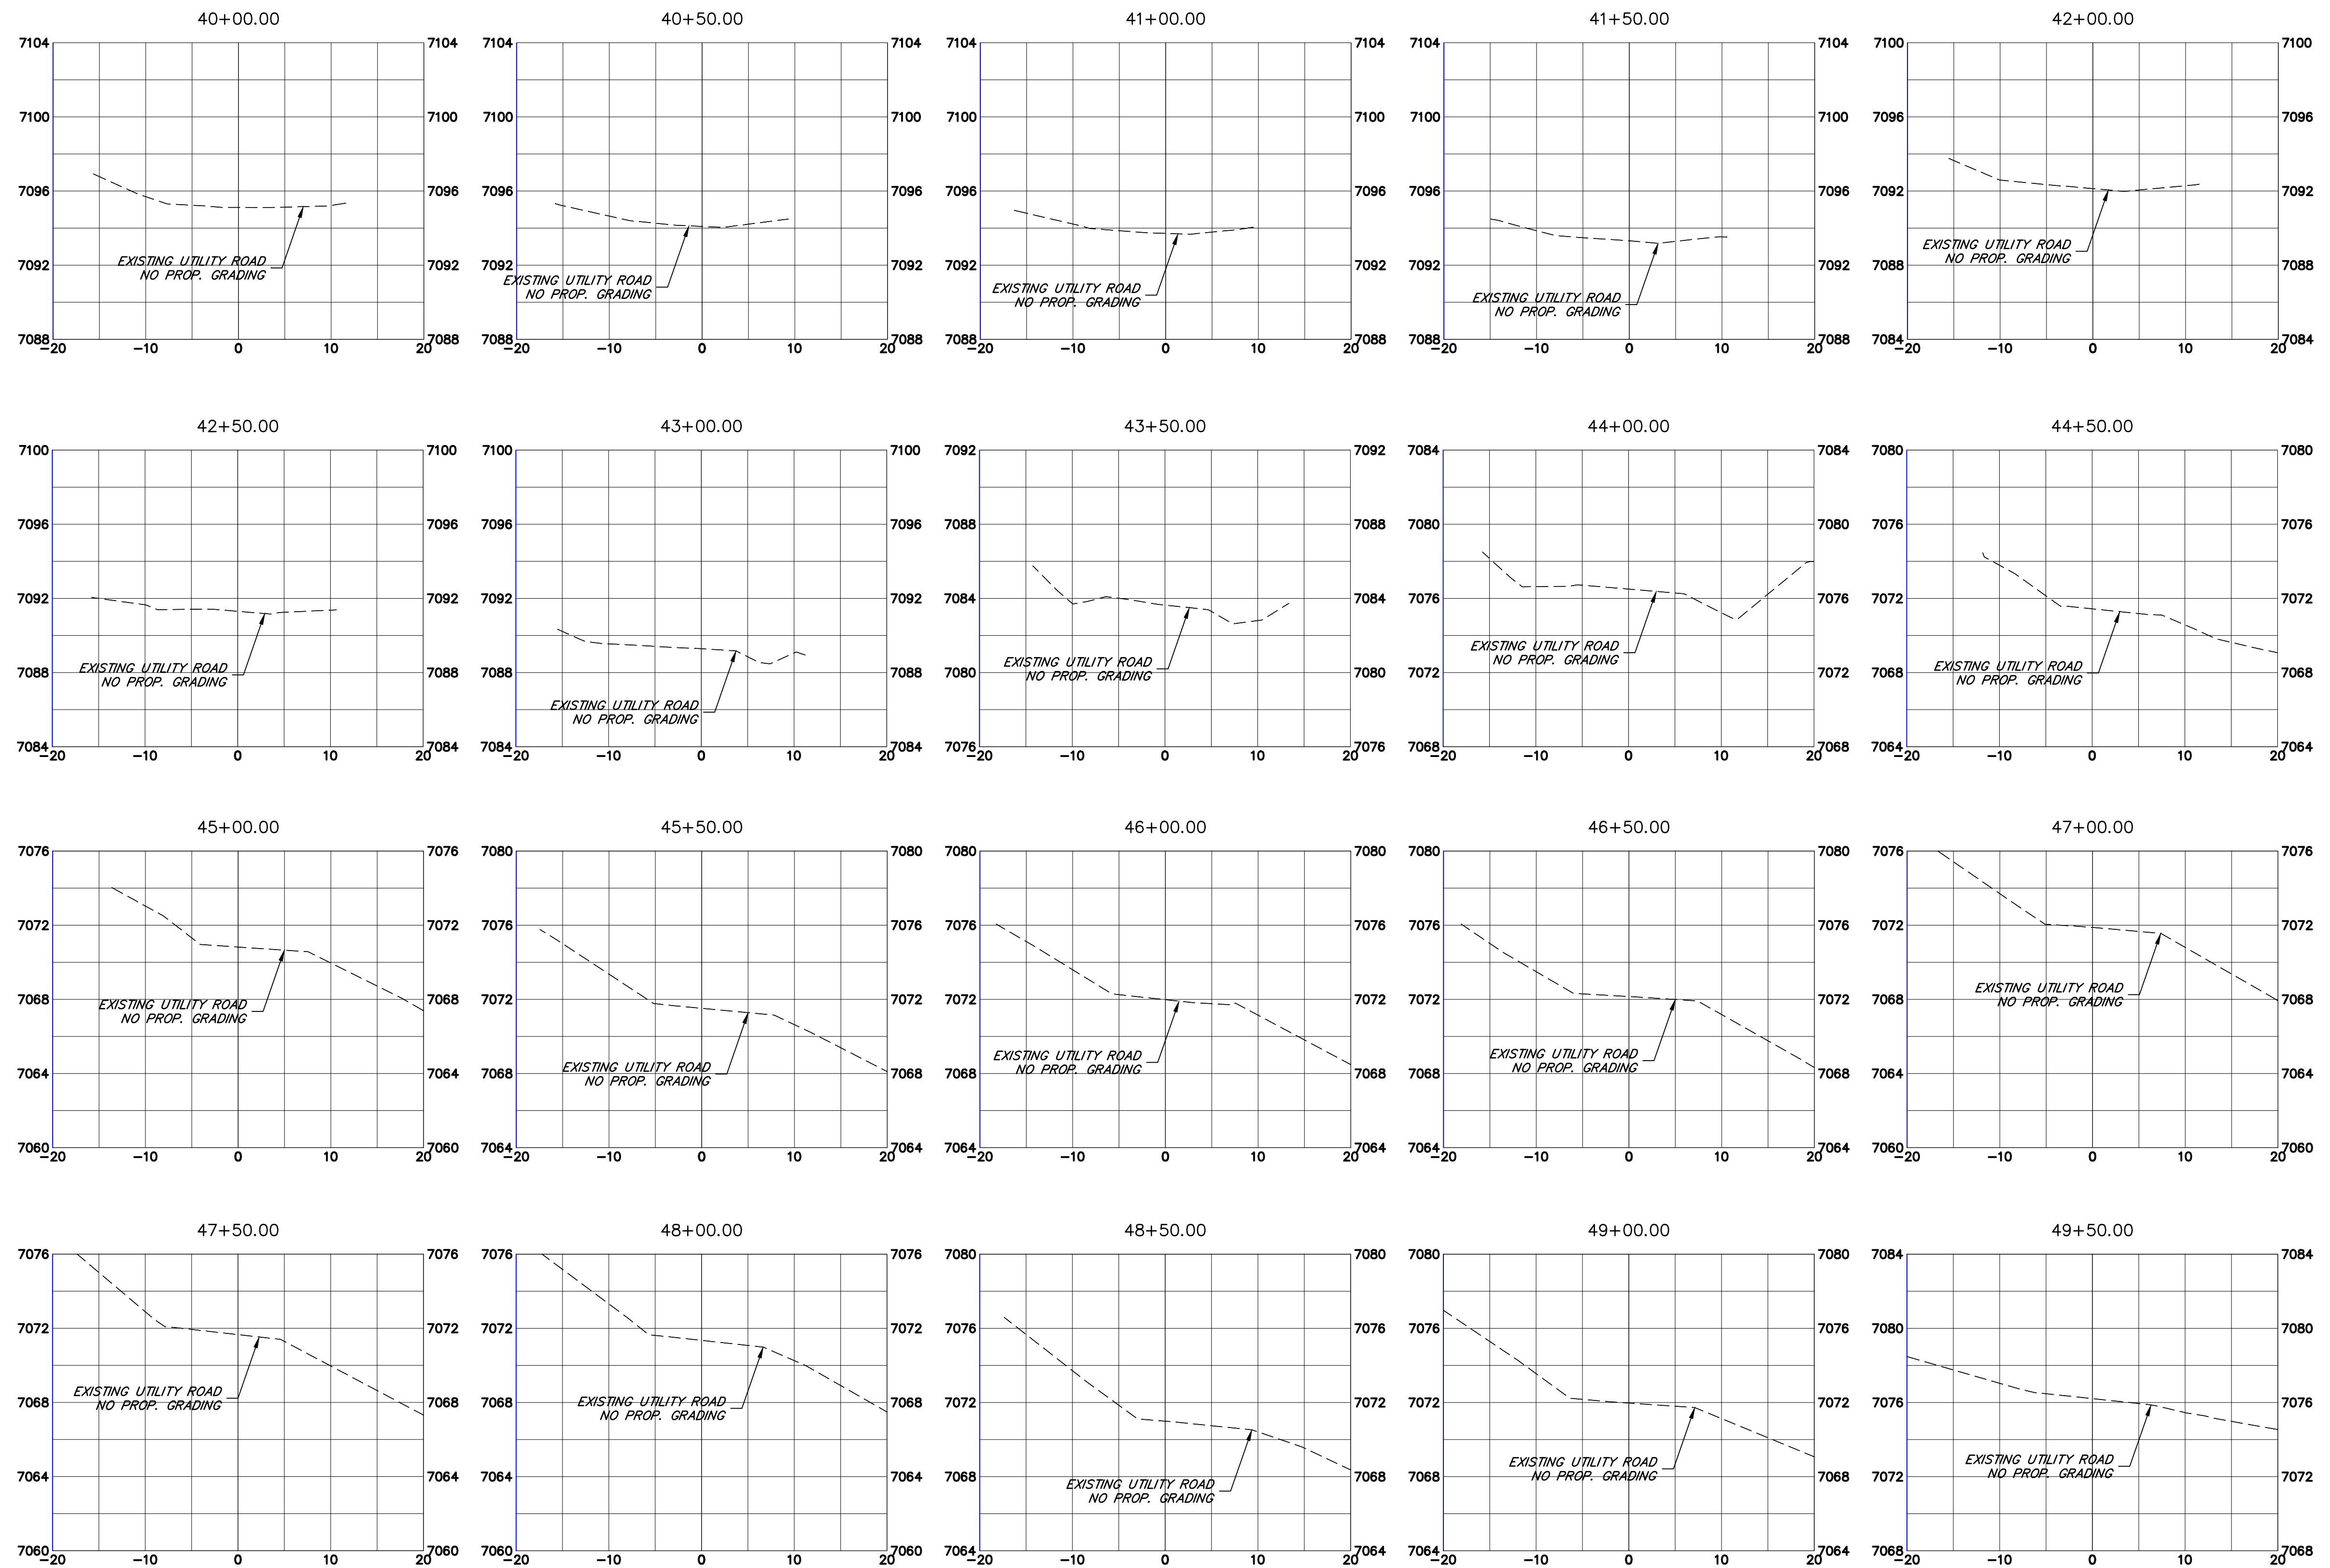 40+00.00
7104 7104
7100 7100
7096 7096
7092 7092
EXISTING UTILITY ROAD
NO PROP. GRADING
7088 7088
-20 -10 0 10 20
40+50.00
7104 7104
7100 7100
7096 7096
7092 7092
EXISTING UTILITY ROAD
NO PROP. GRADING
7088 7088
-20 -10 0 10 20
41+00.00
7104 7104
7100 7100
7096 7096
7092 7092
EXISTING UTILITY ROAD
NO PROP. GRADING
7088 7088
-20 -10 0 10 20
41+50.00
7104 7104
7100 7100
7096 7096
7092 7092
EXISTING UTILITY ROAD
NO PROP. GRADING
7088 7088
-20 -10 0 10 20
42+00.00
7100 7100
7096 7096
7092 7092
EXISTING UTILITY ROAD
NO PROP. GRADING
7088 7088
7084 7084
-20 -10 0 10 20
42+50.00
7100 7100
7096 7096
7092 7092
EXISTING UTILITY ROAD
7088 7088
NO PROP. GRADING
7084 7084
-20 -10 0 10 20
43+00.00
7100 7100
7096 7096
7092 7092
7088 7088
EXISTING UTILITY ROAD
NO PROP. GRADING
7084 7084
-20 -10 0 10 20
43+50.00
7092 7092
7088 7088
7084 7084
EXISTING UTILITY ROAD
NO PROP. GRADING
7080 7080
7076 7076
-20 -10 0 10 20
44+00.00
7084 7084
7080 7080
7076 7076
EXISTING UTILITY ROAD
NO PROP. GRADING
7072 7072
7068 7068
-20 -10 0 10 20
44+50.00
7080 7080
7076 7076
7072 7072
EXISTING UTILITY ROAD
7068 7068
NO PROP. GRADING
7064 7064
-20 -10 0 10 20
45+00.00
7076 7076
7072 7072
7068 7068
EXISTING UTILITY ROAD
NO PROP. GRADING
7064 7064
7060 7060
-20 -10 0 10 20
45+50.00
7080 7080
7076 7076
7072 7072
EXISTING UTILITY ROAD
7068 7068
NO PROP. GRADING
7064 7064
-20 -10 0 10 20
46+00.00
7080 7080
7076 7076
7072 7072
EXISTING UTILITY ROAD
NO PROP. GRADING
7068 7068
7064 7064
-20 -10 0 10 20
46+50.00
7080 7080
7076 7076
7072 7072
EXISTING UTILITY ROAD
NO PROP. GRADING
7068 7068
7064 7064
-20 -10 0 10 20
47+00.00
7076 7076
7072 7072
EXISTING UTILITY ROAD
7068 7068
NO PROP. GRADING
7064 7064
7060 7060
-20 -10 0 10 20
47+50.00
7076 7076
7072 7072
EXISTING UTILITY ROAD
7068 7068
NO PROP. GRADING
7064 7064
7060 7060
-20 -10 0 10 20
48+00.00
7076 7076
7072 7072
7068 7068
EXISTING UTILITY ROAD
NO PROP. GRADING
7064 7064
7060 7060
-20 -10 0 10 20
48+50.00
7080 7080
7076 7076
7072 7072
7068 7068
EXISTING UTILITY ROAD
NO PROP. GRADING
7064 7064
-20 -10 0 10 20
49+00.00
7080 7080
7076 7076
7072 7072
EXISTING UTILITY ROAD
NO PROP. GRADING
7068 7068
7064 7064
-20 -10 0 10 20
49+50.00
7084 7084
7080 7080
7076 7076
EXISTING UTILITY ROAD
NO PROP. GRADING
7072 7072
7068 7068
-20 -10 0 10 20